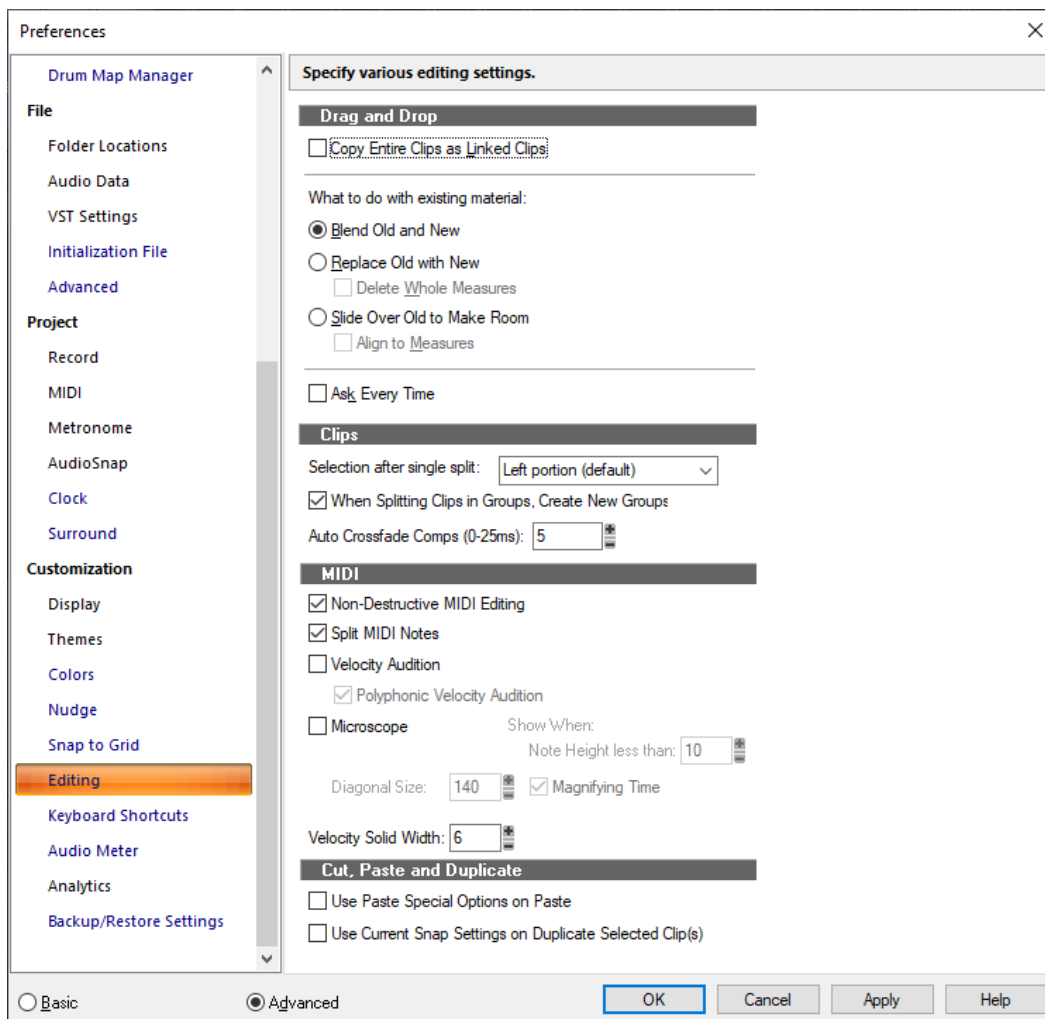 Preferences
Drum Map Manager
File
Folder Locations
Audio Data
VST Settings
Initialization File
Advanced
Project
Record
MIDI
Metronome
AudioSnap
Clock
Surround
Customization
Display
Themes
Colors
Nudge
Snap to Grid
Editing
Keyboard Shortcuts
Audio Meter
Analytics
Backup/Restore Settings
Specify various editing settings.
Drag and Drop
Copy Entire Clips as Linked Clips
What to do with existing material:
Blend Old and New
Replace Old with New
Delete Whole Measures
Slide Over Old to Make Room
Align to Measures
Ask Every Time
Clips
Selection after single split: Left portion (default)
When Splitting Clips in Groups, Create New Groups
Auto Crossfade Comps (0-25ms): 5
MIDI
Non-Destructive MIDI Editing
Split MIDI Notes
Velocity Audition
Polyphonic Velocity Audition
Microscope Show When:
Note Height less than: 10
Diagonal Size: 140 Magnifying Time
Velocity Solid Width: 6
Cut, Paste and Duplicate
Use Paste Special Options on Paste
Use Current Snap Settings on Duplicate Selected Clip(s)
Basic Advanced OK Cancel Apply Help